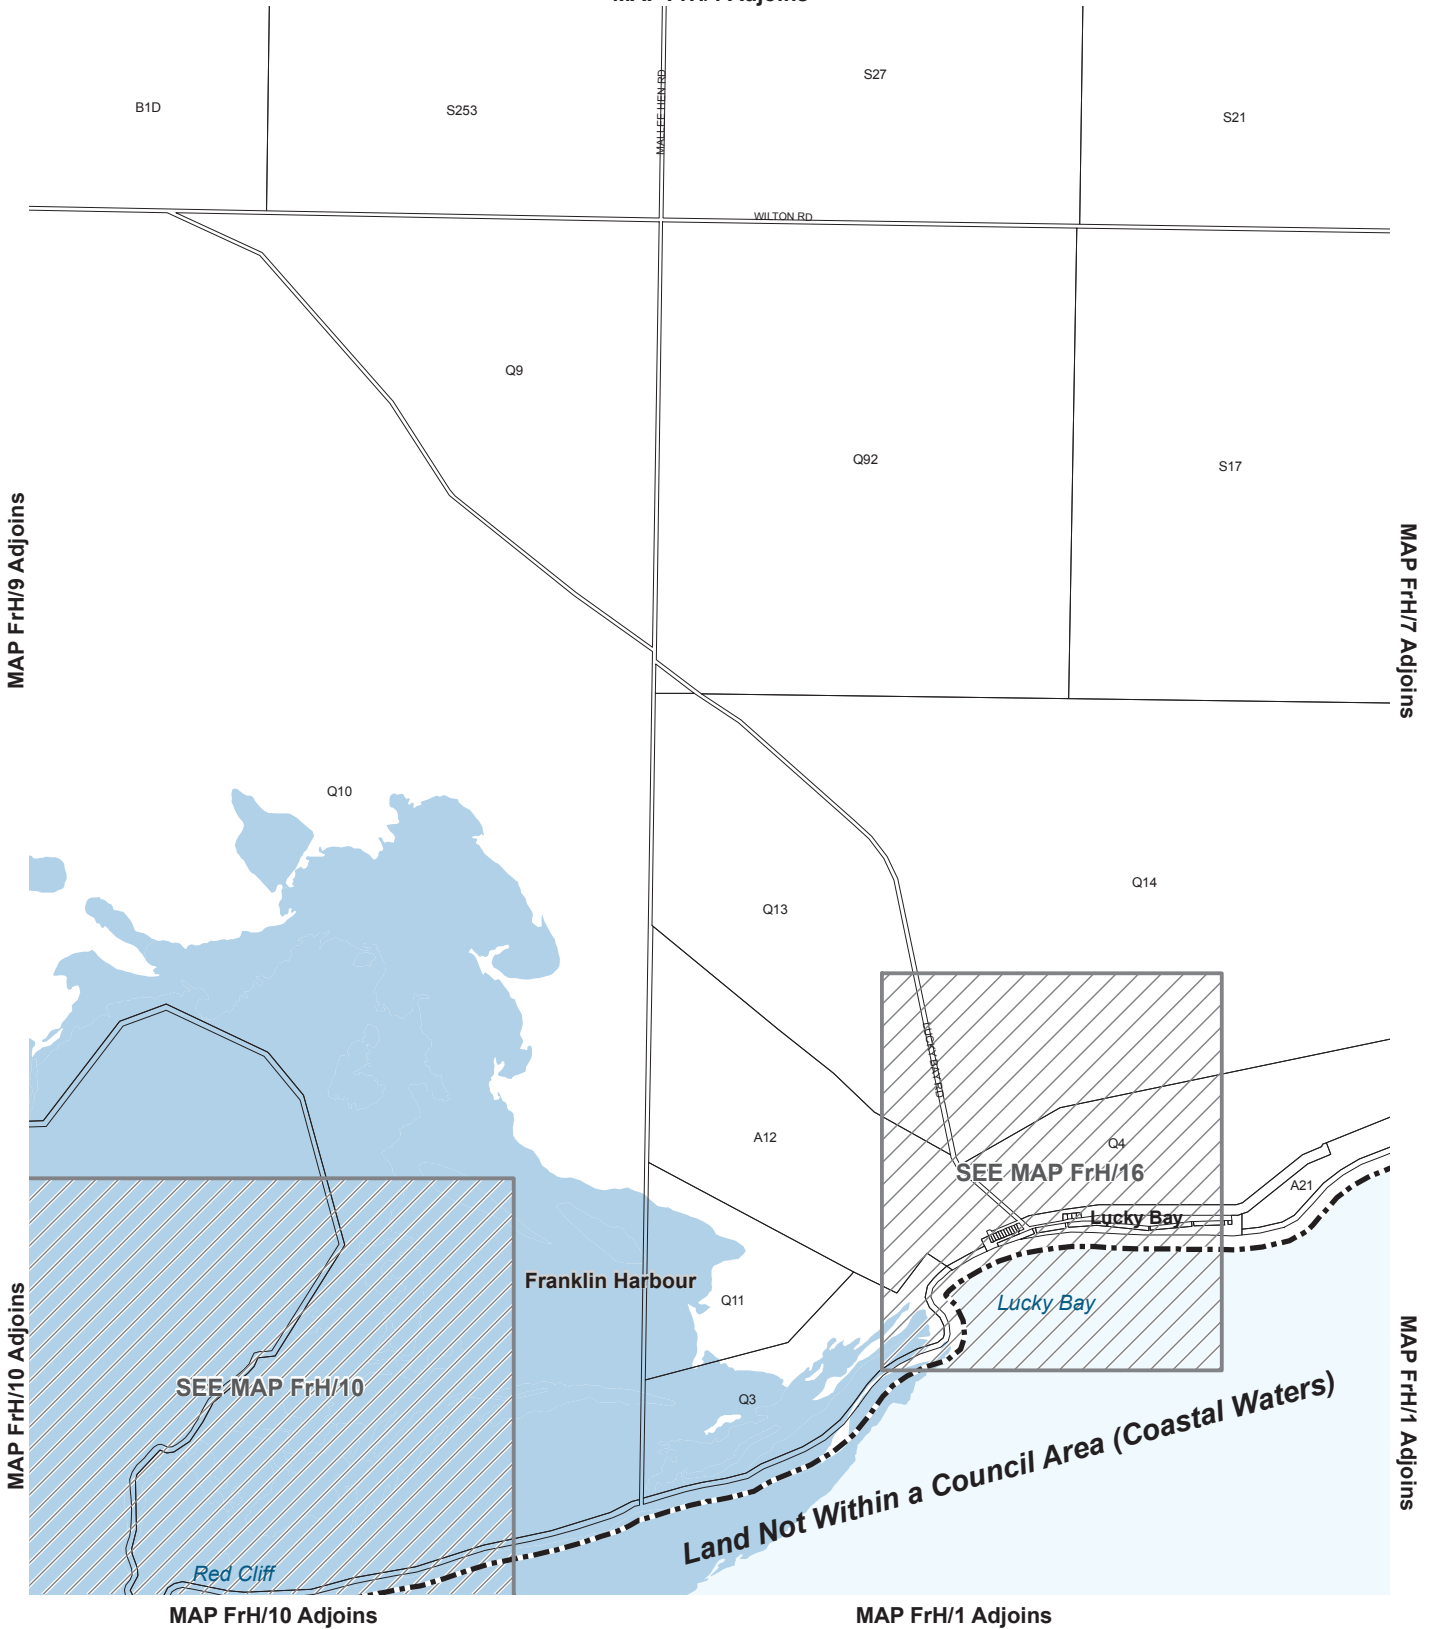 B1D
S253
MALLEE HEN RD
S27
S21
WILTON RD
Q9
Q92
S17
MAP FrH/9 Adjoins
MAP FrH/7 Adjoins
Q10
Q13
Q14
LUCKY BAY RD
A12
Q4
SEE MAP FrH/16
A21
Lucky Bay
Franklin Harbour
Q11
Lucky Bay
MAP FrH/10 Adjoins
MAP FrH/1 Adjoins
SEE MAP FrH/10
Q3
Land Not Within a Council Area (Coastal Waters)
Red Cliff
MAP FrH/10 Adjoins
MAP FrH/1 Adjoins